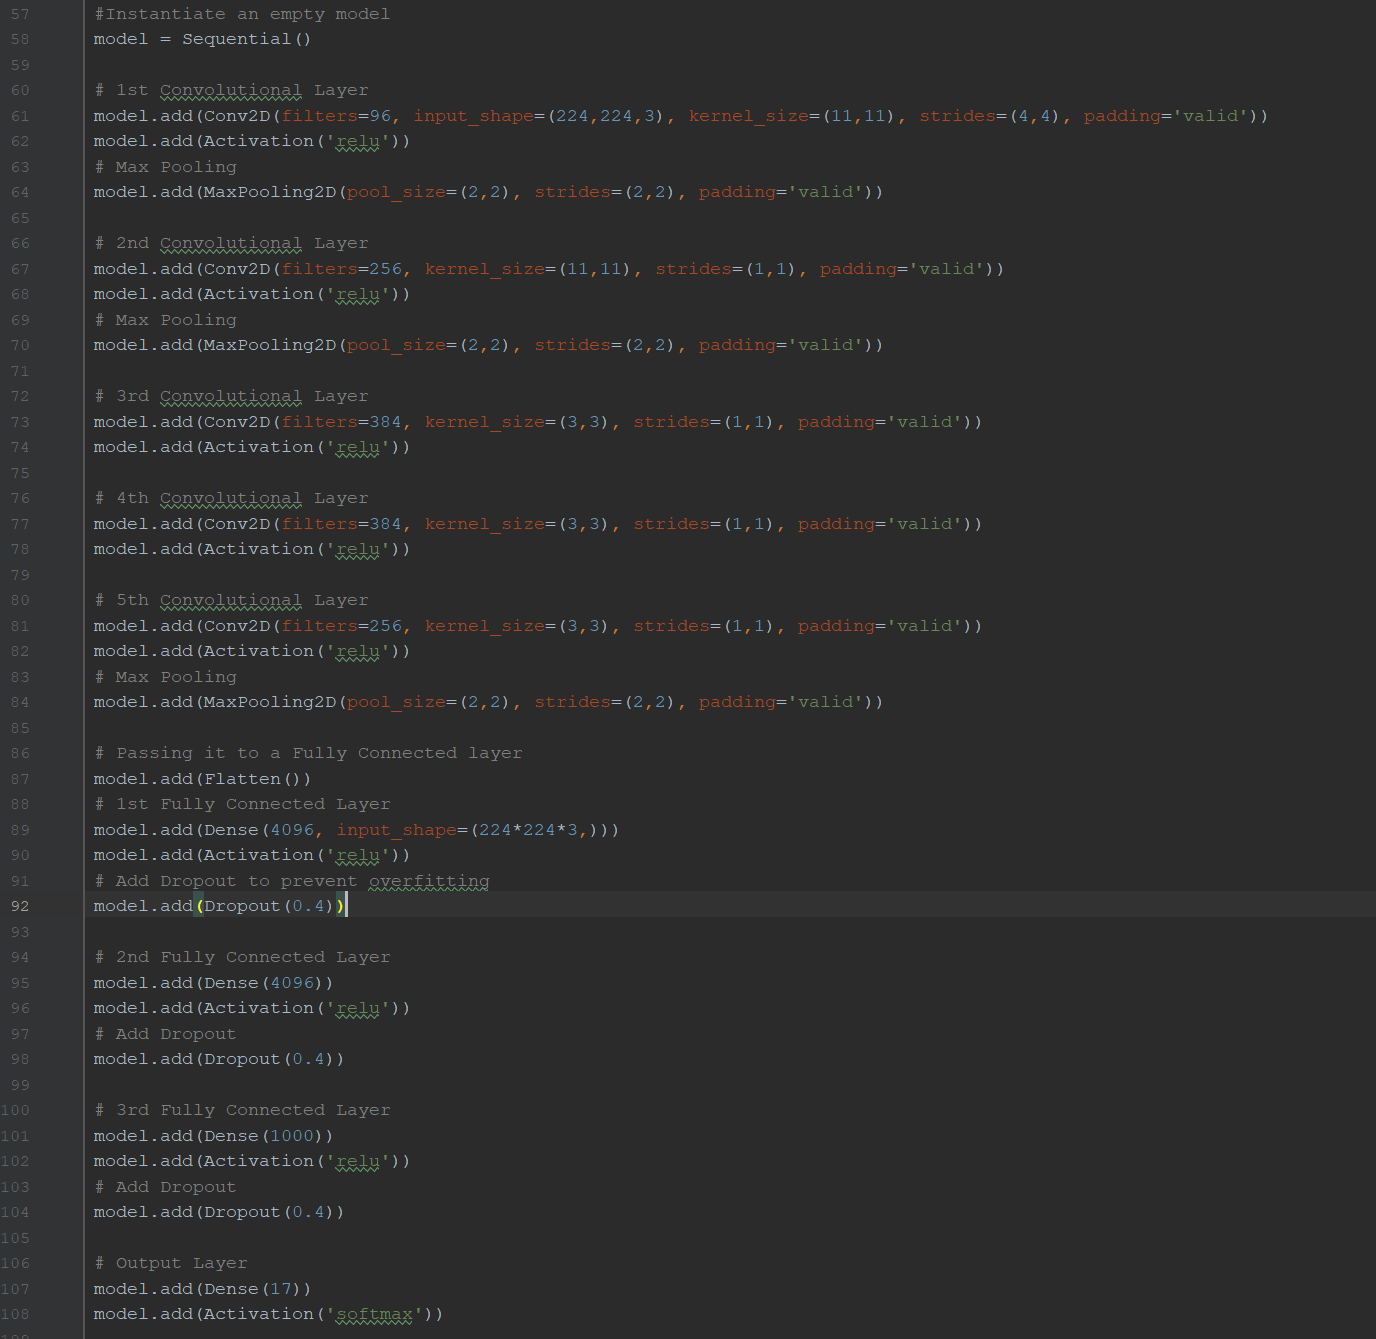 57 #Instantiate an empty model
58 model = Sequential()
59
60 # 1st Convolutional Layer
61 model.add(Conv2D(filters=96, input_shape=(224,224,3), kernel_size=(11,11), strides=(4,4), padding='valid'))
62 model.add(Activation('relu'))
63 # Max Pooling
64 model.add(MaxPooling2D(pool_size=(2,2), strides=(2,2), padding='valid'))
65
66 # 2nd Convolutional Layer
67 model.add(Conv2D(filters=256, kernel_size=(11,11), strides=(1,1), padding='valid'))
68 model.add(Activation('relu'))
69 # Max Pooling
70 model.add(MaxPooling2D(pool_size=(2,2), strides=(2,2), padding='valid'))
71
72 # 3rd Convolutional Layer
73 model.add(Conv2D(filters=384, kernel_size=(3,3), strides=(1,1), padding='valid'))
74 model.add(Activation('relu'))
75
76 # 4th Convolutional Layer
77 model.add(Conv2D(filters=384, kernel_size=(3,3), strides=(1,1), padding='valid'))
78 model.add(Activation('relu'))
79
80 # 5th Convolutional Layer
81 model.add(Conv2D(filters=256, kernel_size=(3,3), strides=(1,1), padding='valid'))
82 model.add(Activation('relu'))
83 # Max Pooling
84 model.add(MaxPooling2D(pool_size=(2,2), strides=(2,2), padding='valid'))
85
86 # Passing it to a Fully Connected layer
87 model.add(Flatten())
88 # 1st Fully Connected Layer
89 model.add(Dense(4096, input_shape=(224*224*3,)))
90 model.add(Activation('relu'))
91 # Add Dropout to prevent overfitting
92 model.add(Dropout(0.4))
93
94 # 2nd Fully Connected Layer
95 model.add(Dense(4096))
96 model.add(Activation('relu'))
97 # Add Dropout
98 model.add(Dropout(0.4))
99
100 # 3rd Fully Connected Layer
101 model.add(Dense(1000))
102 model.add(Activation('relu'))
103 # Add Dropout
104 model.add(Dropout(0.4))
105
106 # Output Layer
107 model.add(Dense(17))
108 model.add(Activation('softmax'))